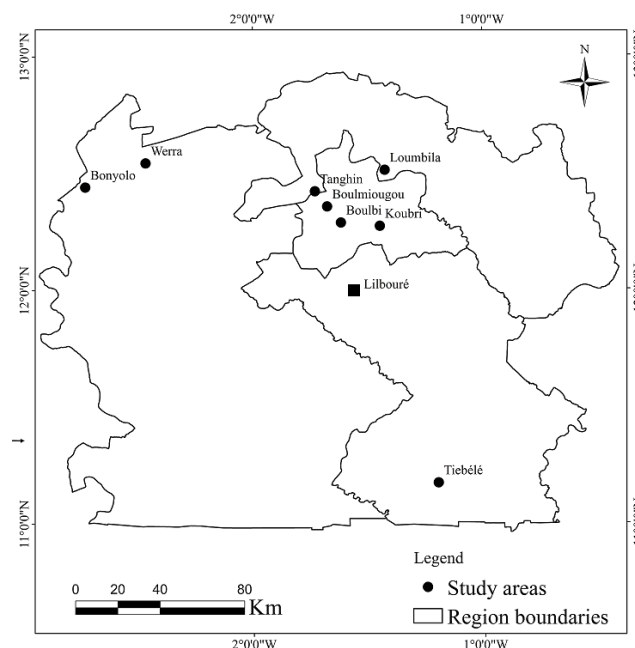 2°0'0"W 1°0'0"W
13°0'0"N
N
Werra
Loumbila
Bonyolo
Tanghin
Boulmiougou
Boulbi
Koubri
12°0'0"N
Lilbouré
Tiebélé
11°0'0"N
Legend
Study areas
0 20 40 80
Km
Region boundaries
2°0'0"W 1°0'0"W